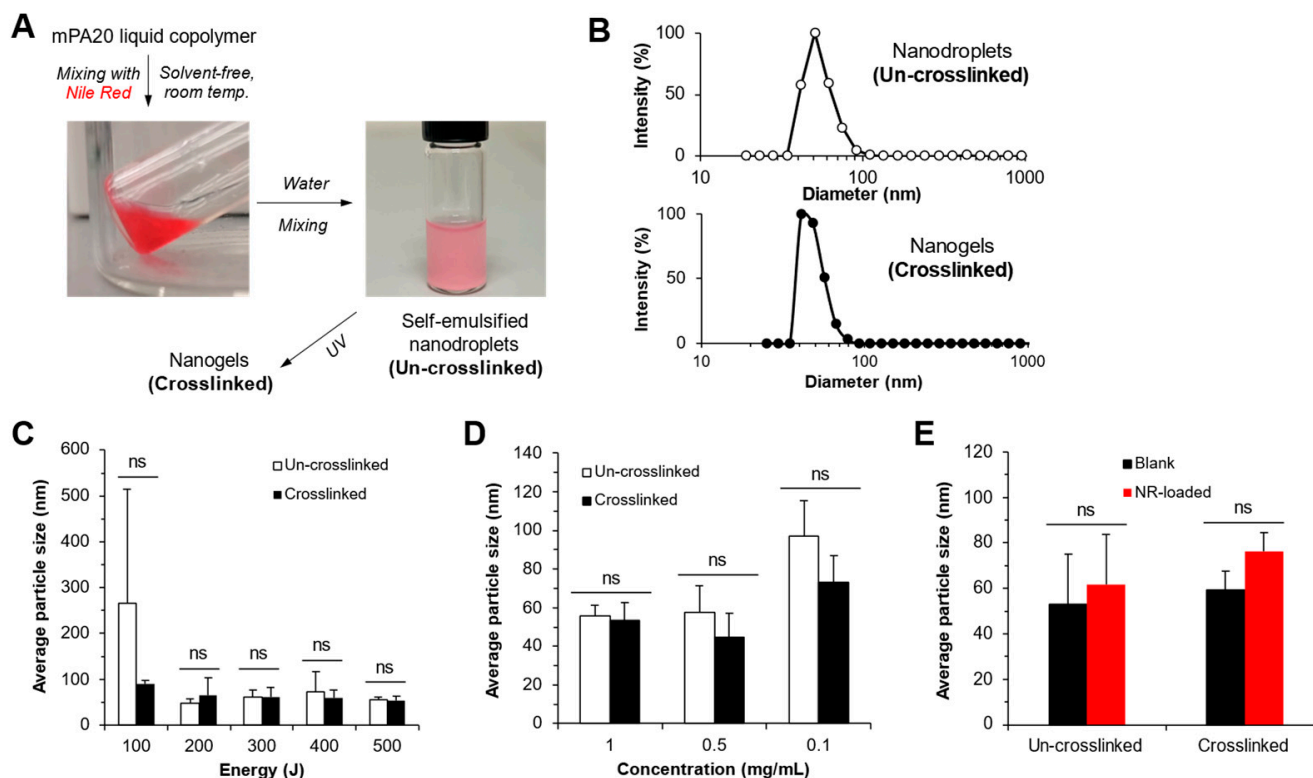 A
mPA20 liquid copolymer
Mixing with
Nile Red
Solvent-free,
room temp.
Water
Mixing
UV
Self-emulsified
nanodroplets
(Un-crosslinked)
Nanogels
(Crosslinked)
B
Intensity (%)
100
50
0
Nanodroplets
(Un-crosslinked)
10
100
1000
Diameter (nm)
Intensity (%)
100
50
0
Nanogels
(Crosslinked)
10
100
1000
Diameter (nm)
C
Average particle size (nm)
600
500
400
300
200
100
0
ns
ns
ns
ns
ns
Un-crosslinked
Crosslinked
100
200
300
400
500
Energy (J)
D
Average particle size (nm)
140
120
100
80
60
40
20
0
Un-crosslinked
Crosslinked
ns
ns
ns
1
0.5
0.1
Concentration (mg/mL)
E
Average particle size (nm)
120
100
80
60
40
20
0
Blank
NR-loaded
ns
ns
Un-crosslinked
Crosslinked